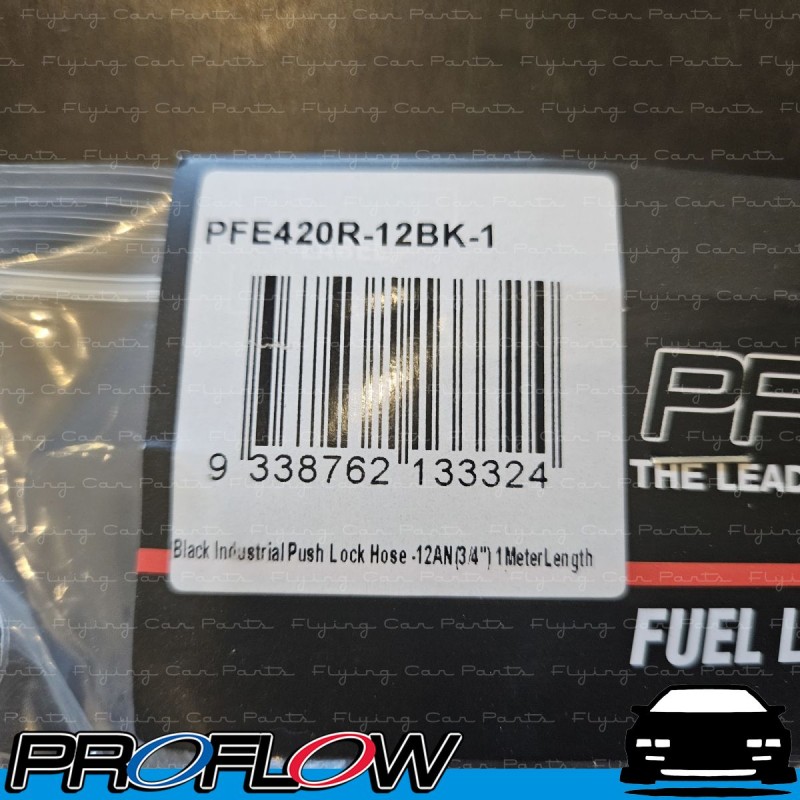 Flying Car Parts
PFE420R-12BK-1
9 338762 133324
Black Industrial Push Lock Hose -12AN (3/4") 1 Meter Length
THE LEAD
FUEL L
PROFLOW